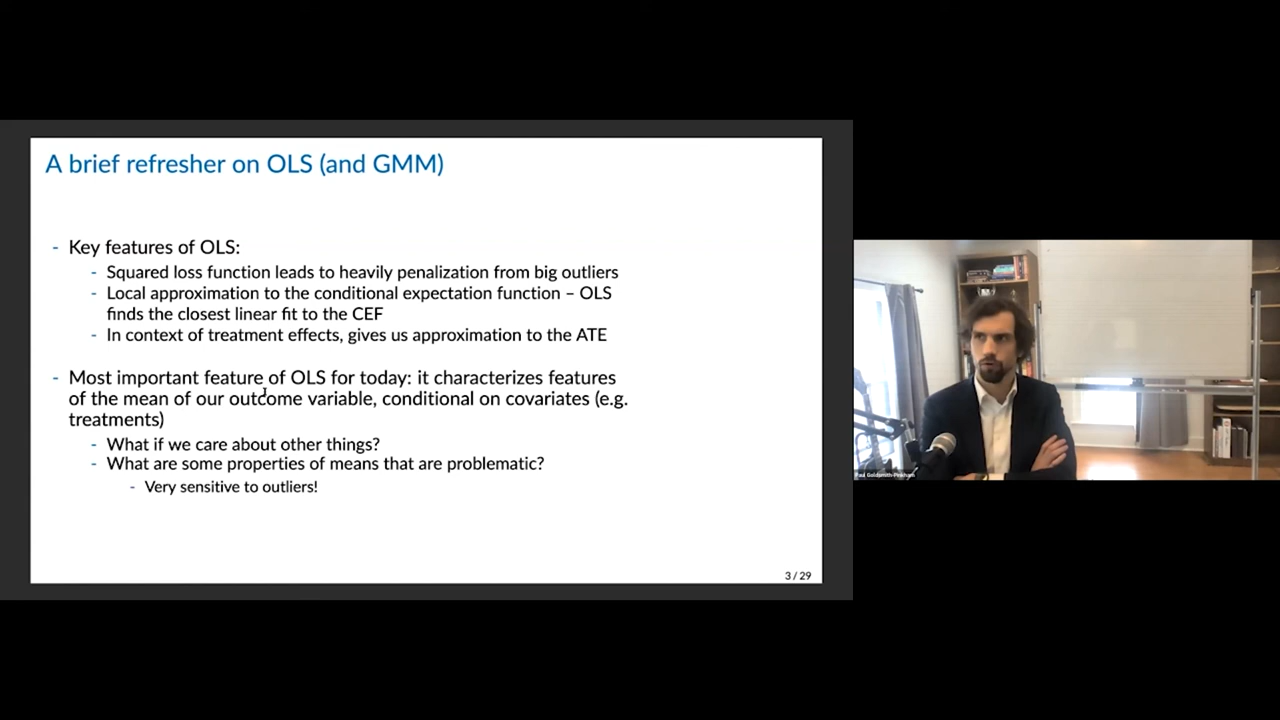 A brief refresher on OLS (and GMM)
- Key features of OLS:
- Squared loss function leads to heavily penalization from big outliers
- Local approximation to the conditional expectation function – OLS
finds the closest linear fit to the CEF
- In context of treatment effects, gives us approximation to the ATE
- Most important feature of OLS for today: it characterizes features
of the mean of our outcome variable, conditional on covariates (e.g.
treatments)
- What if we care about other things?
- What are some properties of means that are problematic?
- Very sensitive to outliers!
3 / 29
Paul Goldsmith-Pinkham